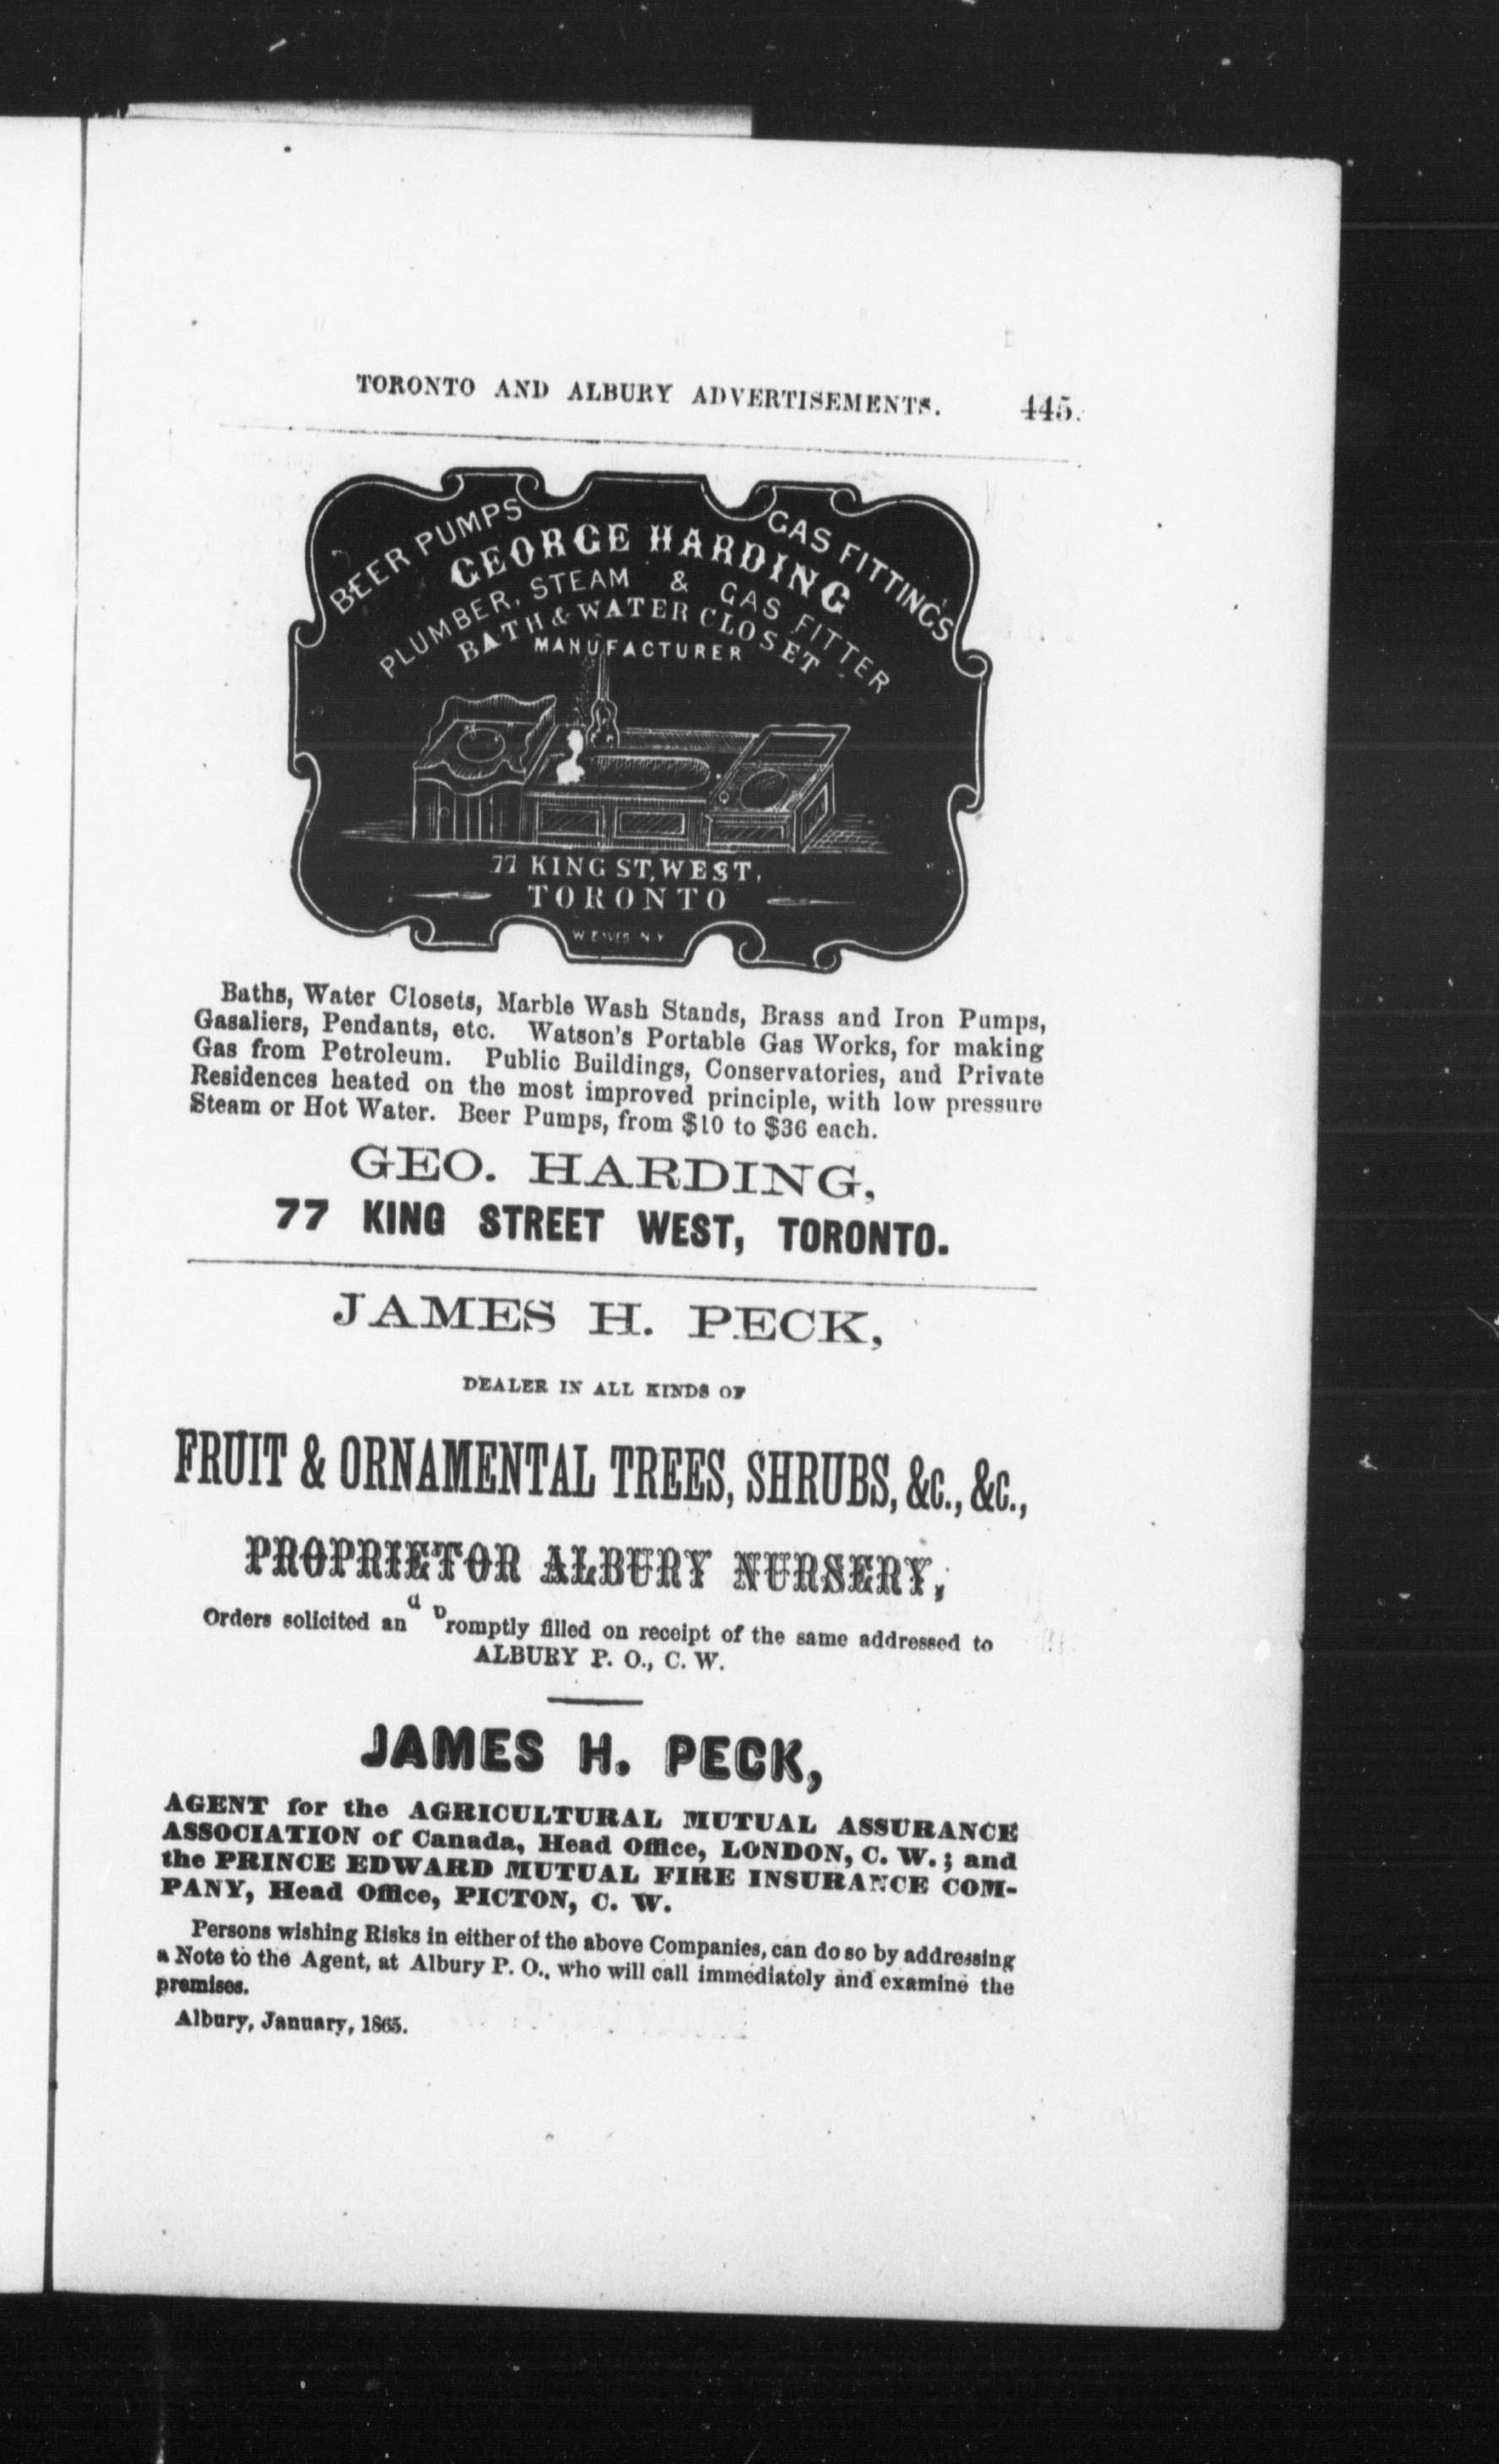 TORONTO AND ALBURY ADVERTISEMENTS. 445.
BEER PUMPS
GAS FITTINGS
GEORGE HARDING
PLUMBER, STEAM & GAS FITTER
BATH & WATER CLOSET
MANUFACTURER
77 KING ST, WEST,
TORONTO
N Y
Baths, Water Closets, Marble Wash Stands, Brass and Iron Pumps,
Gasaliers, Pendants, etc. Watson's Portable Gas Works, for making
Gas from Petroleum. Public Buildings, Conservatories, and Private
Residences heated on the most improved principle, with low pressure
Steam or Hot Water. Beer Pumps, from $10 to $36 each.
GEO. HARDING,
77 KING STREET WEST, TORONTO.
JAMES H. PECK,
DEALER IN ALL KINDS OF
FRUIT & ORNAMENTAL TREES, SHRUBS, &C., &C.,
PROPRIETOR ALBURY NURSERY,
Orders solicited and promptly filled on receipt of the same addressed to
ALBURY P. O., C. W.
JAMES H. PECK,
AGENT for the AGRICULTURAL MUTUAL ASSURANCE
ASSOCIATION of Canada, Head Office, LONDON, C. W.; and
the PRINCE EDWARD MUTUAL FIRE INSURANCE COM-
PANY, Head Office, PICTON, C. W.
Persons wishing Risks in either of the above Companies, can do so by addressing
a Note to the Agent, at Albury P. O., who will call immediately and examine the
premises.
Albury, January, 1865.